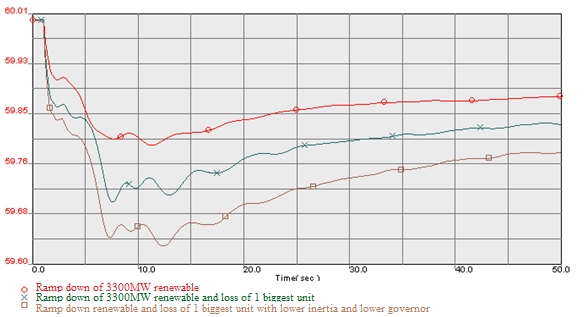 60.01
59.93
59.85
59.76
59.68
59.60
0.0 10.0 20.0 30.0 40.0 50.0
Time(sec )
Ramp down of 3300MW renewable
Ramp down of 3300MW renewable and loss of 1 biggest unit
Ramp down renewable and loss of 1 biggest unit with lower inertia and lower governor